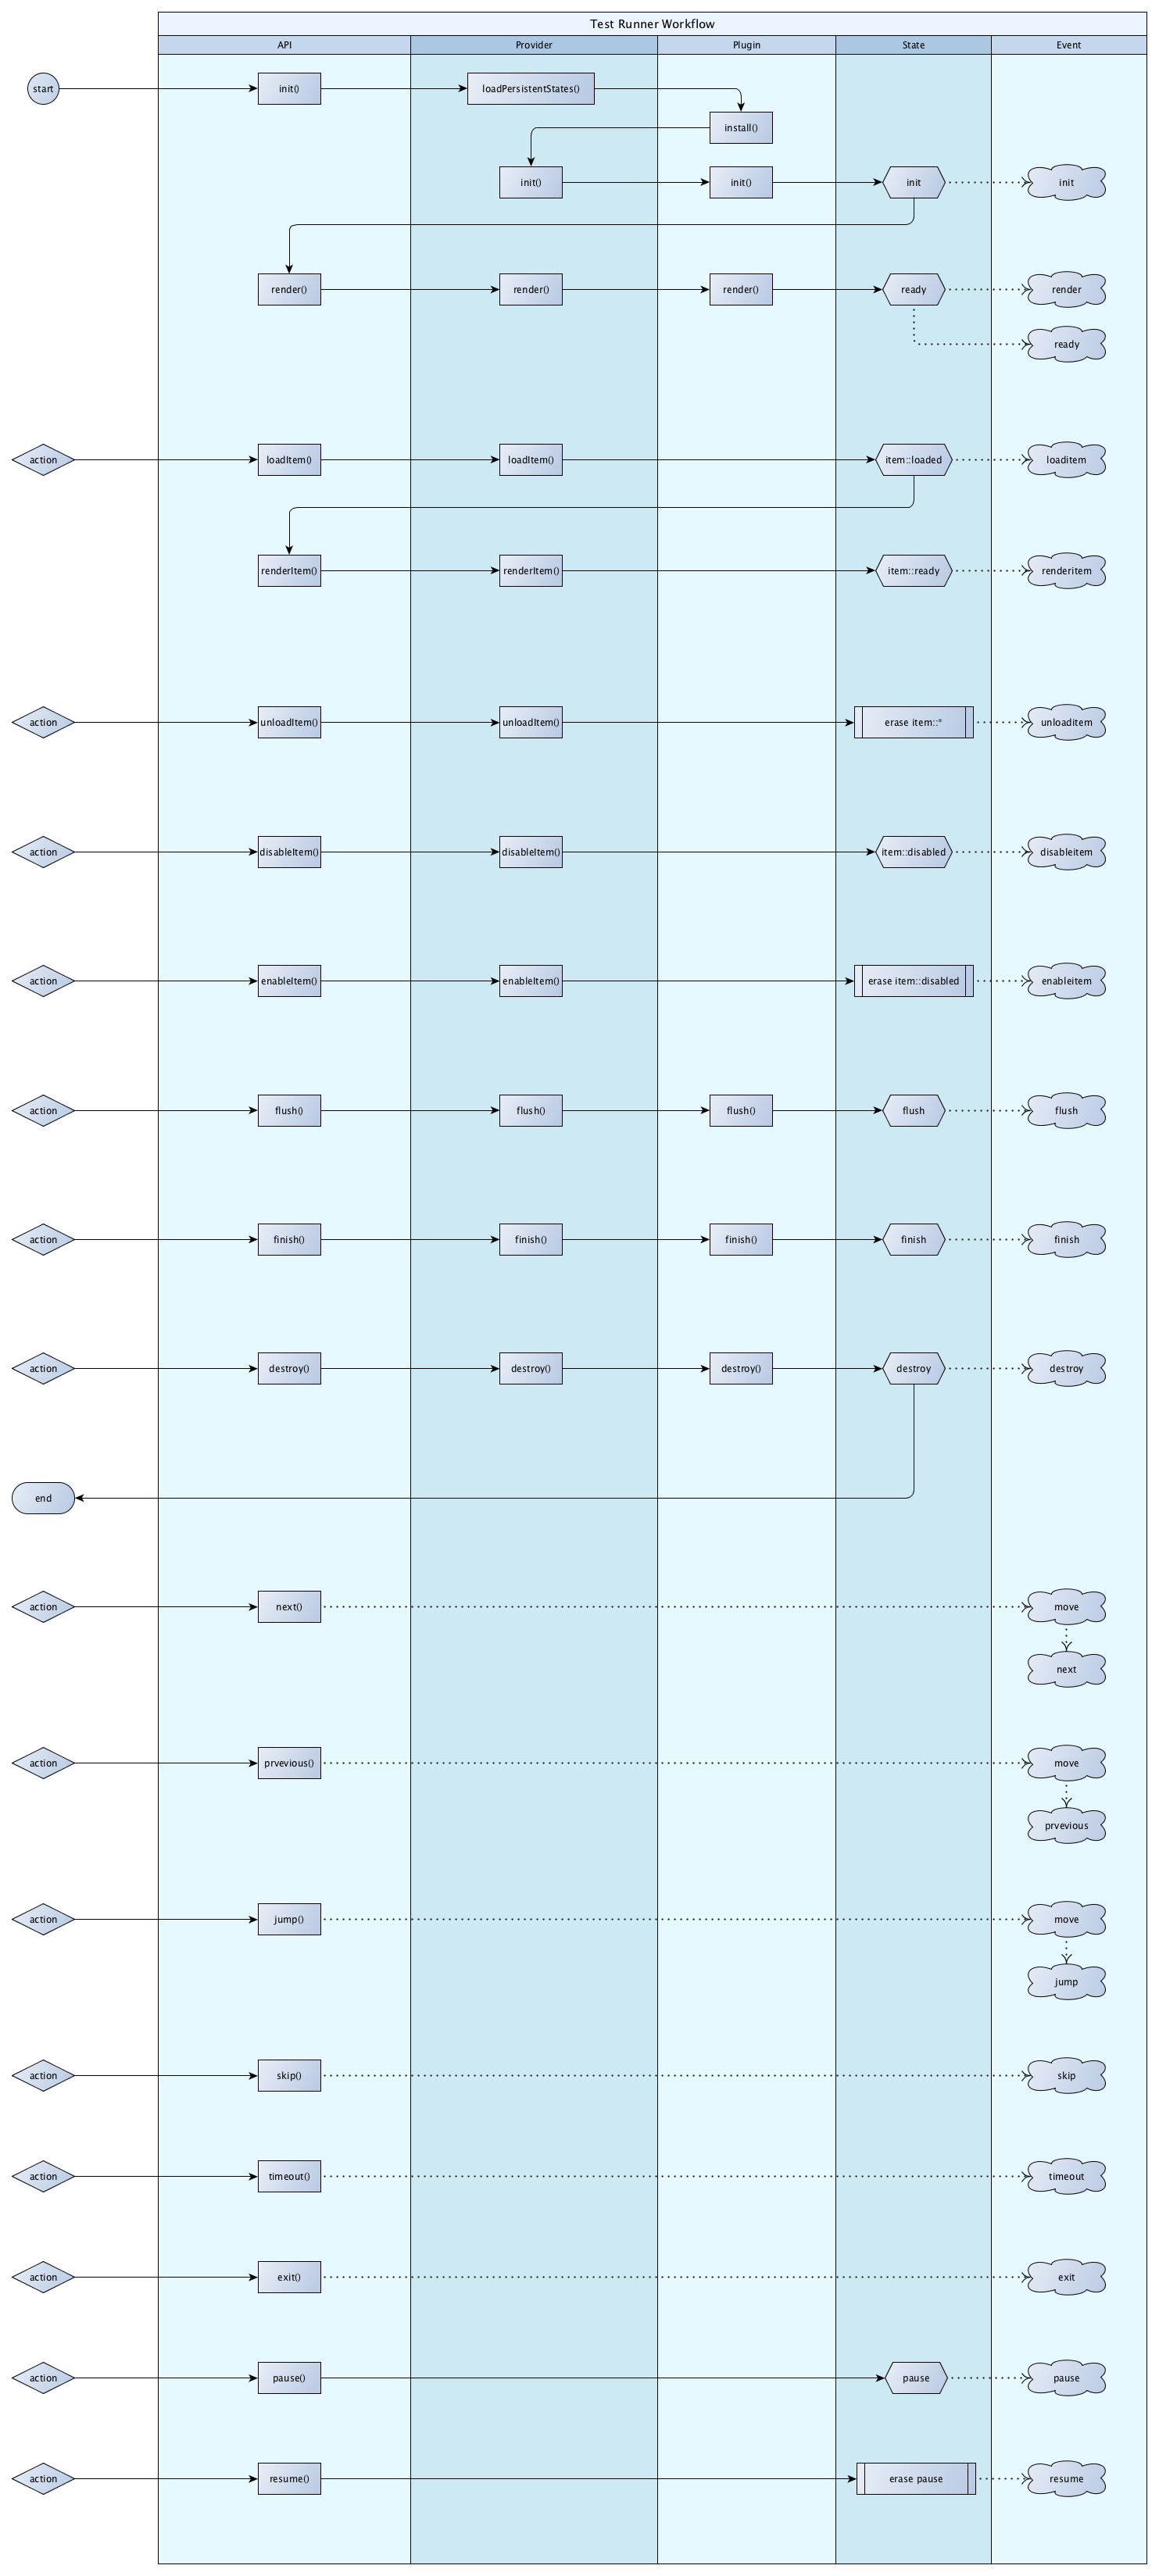 Test Runner Workflow
API Provider Plugin State Event
start init() loadPersistentStates()
install()
init() init() init init
render() render() render() ready render
ready
action loadItem() loadItem() item::loaded loaditem
renderItem() renderItem() item::ready renderitem
action unloadItem() unloadItem() erase item::* unloaditem
action disableItem() disableItem() item::disabled disableitem
action enableItem() enableItem() erase item::disabled enableitem
action flush() flush() flush() flush flush
action finish() finish() finish() finish finish
action destroy() destroy() destroy() destroy destroy
end
action next() move
next
action prvevious() move
prvevious
action jump() move
jump
action skip() skip
action timeout() timeout
action exit() exit
action pause() pause pause
action resume() erase pause resume